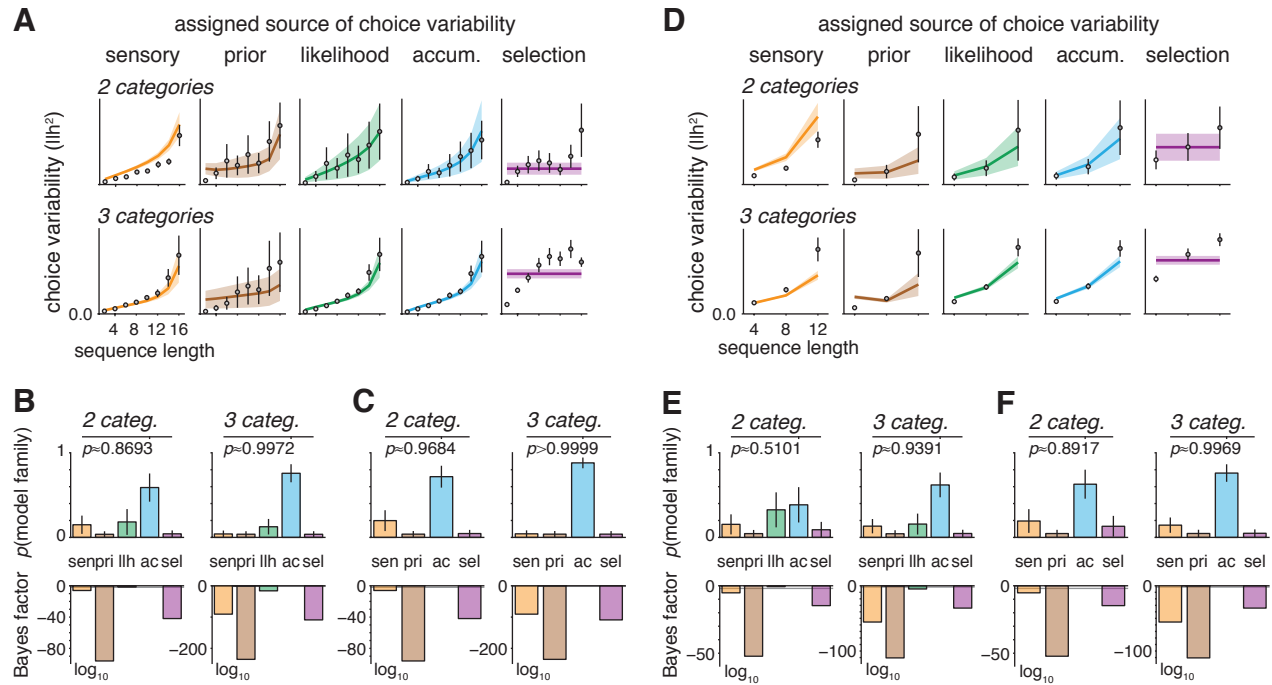 A
assigned source of choice variability
sensory prior likelihood accum. selection
2 categories
3 categories
choice variability (llh²)
0.0
4 8 12 16
sequence length
D
assigned source of choice variability
sensory prior likelihood accum. selection
2 categories
3 categories
choice variability (llh²)
0.0
4 8 12
sequence length
B
2 categ. 3 categ.
p≈0.8693 p≈0.9972
p(model family)
1
0
sen pri llh ac sel sen pri llh ac sel
Bayes factor
0 0
−40
−80 −200
log₁₀ log₁₀
C
2 categ. 3 categ.
p≈0.9684 p>0.9999
sen pri ac sel sen pri ac sel
0 0
−40
−80 −200
log₁₀ log₁₀
E
2 categ. 3 categ.
p≈0.5101 p≈0.9391
p(model family)
1
0
sen pri llh ac sel sen pri llh ac sel
Bayes factor
0 0
−50 −100
log₁₀ log₁₀
F
2 categ. 3 categ.
p≈0.8917 p≈0.9969
sen pri ac sel sen pri ac sel
0 0
−50 −100
log₁₀ log₁₀